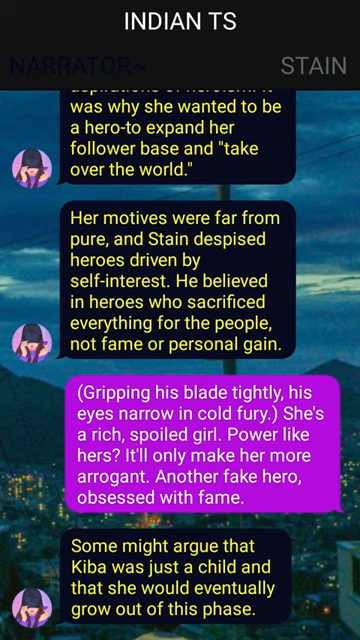 INDIAN TS
NARRATOR~
STAIN
aspirations of heroism. It
was why she wanted to be
a hero-to expand her
follower base and "take
over the world."
Her motives were far from
pure, and Stain despised
heroes driven by
self-interest. He believed
in heroes who sacrificed
everything for the people,
not fame or personal gain.
(Gripping his blade tightly, his
eyes narrow in cold fury.) She's
a rich, spoiled girl. Power like
hers? It'll only make her more
arrogant. Another fake hero,
obsessed with fame.
Some might argue that
Kiba was just a child and
that she would eventually
grow out of this phase.